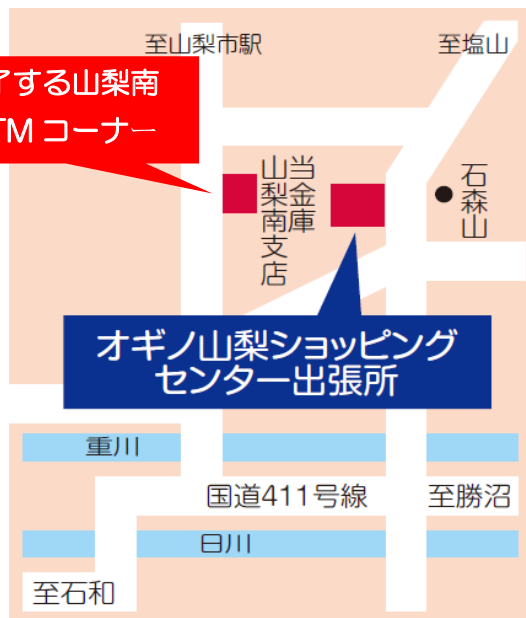 至山梨市駅
至塩山
了する山梨南
TMコーナー
当金庫
山梨南支店
石森山
オギノ山梨ショッピング
センター出張所
重川
国道411号線
至勝沼
日川
至石和